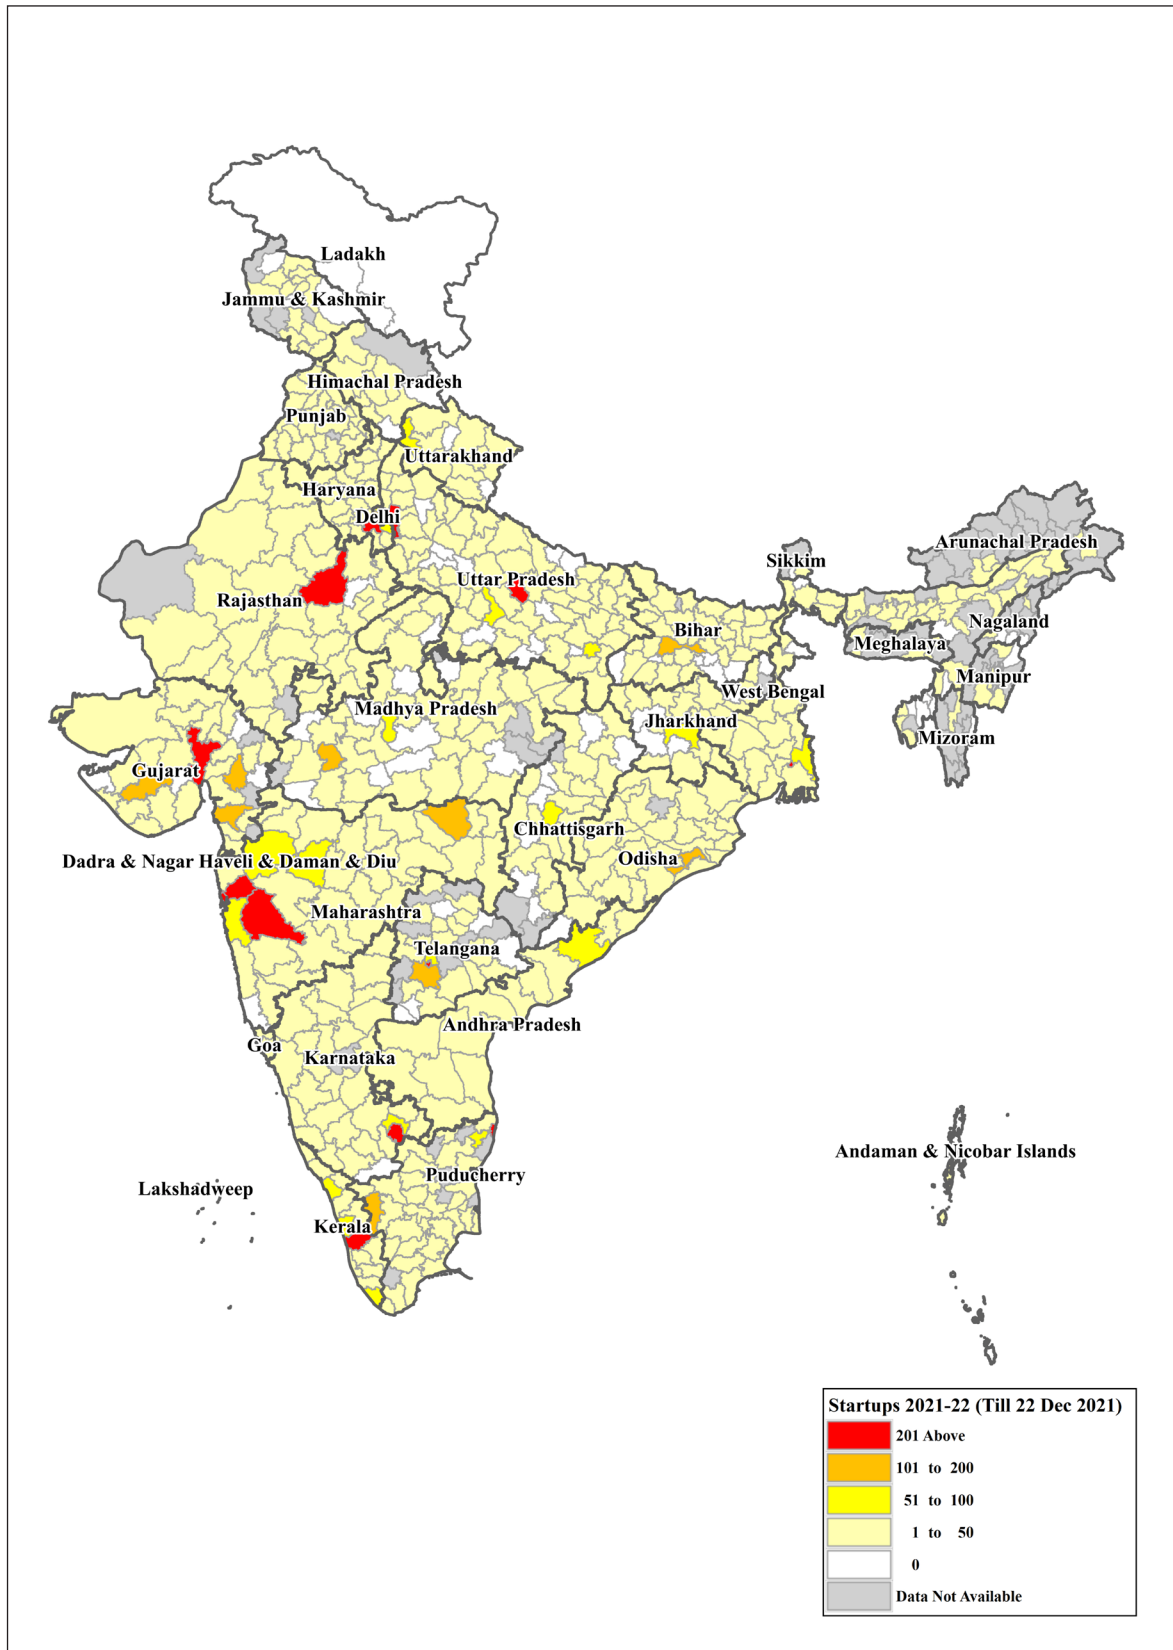 Ladakh
Jammu & Kashmir
Himachal Pradesh
Punjab
Uttarakhand
Haryana
Delhi
Arunachal Pradesh
Sikkim
Uttar Pradesh
Rajasthan
Nagaland
Bihar
Meghalaya
Manipur
West Bengal
Madhya Pradesh
Jharkhand
Mizoram
Gujarat
Chhattisgarh
Odisha
Dadra & Nagar Haveli & Daman & Diu
Maharashtra
Telangana
Andhra Pradesh
Goa
Karnataka
Andaman & Nicobar Islands
Puducherry
Lakshadweep
Kerala
Startups 2021-22 (Till 22 Dec 2021)
201 Above
101 to 200
51 to 100
1 to 50
0
Data Not Available